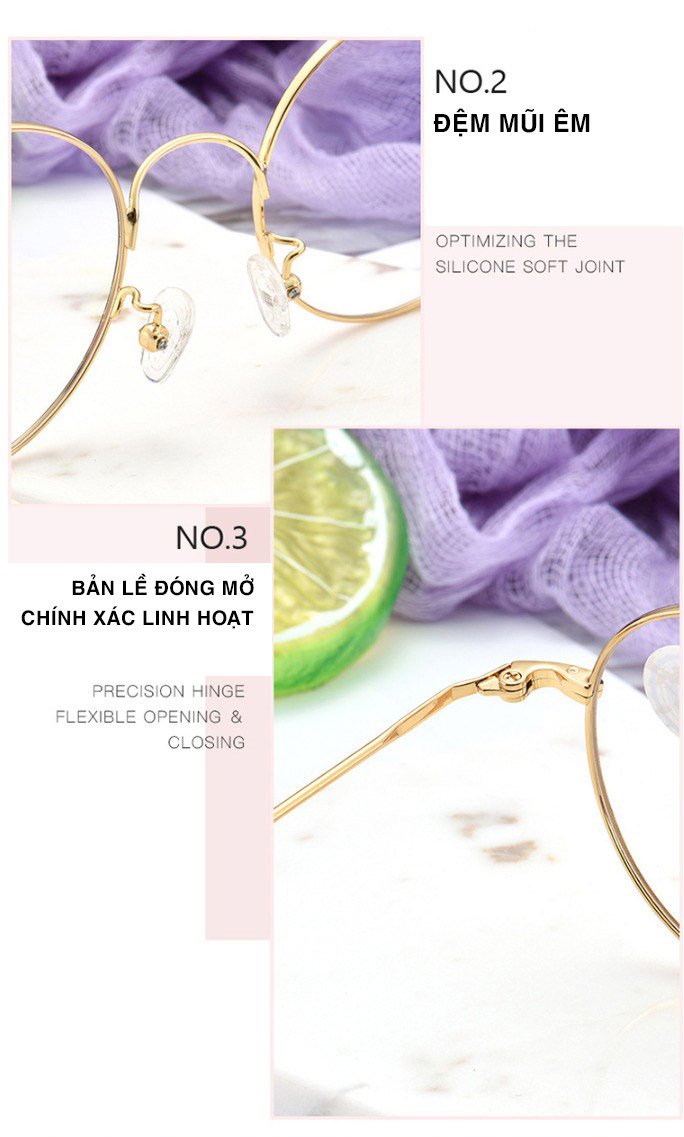 NO.2
ĐỆM MŨI ÊM
OPTIMIZING THE
SILICONE SOFT JOINT
NO.3
BẢN LỀ ĐÓNG MỞ
CHÍNH XÁC LINH HOẠT
PRECISION HINGE
FLEXIBLE OPENING &
CLOSING